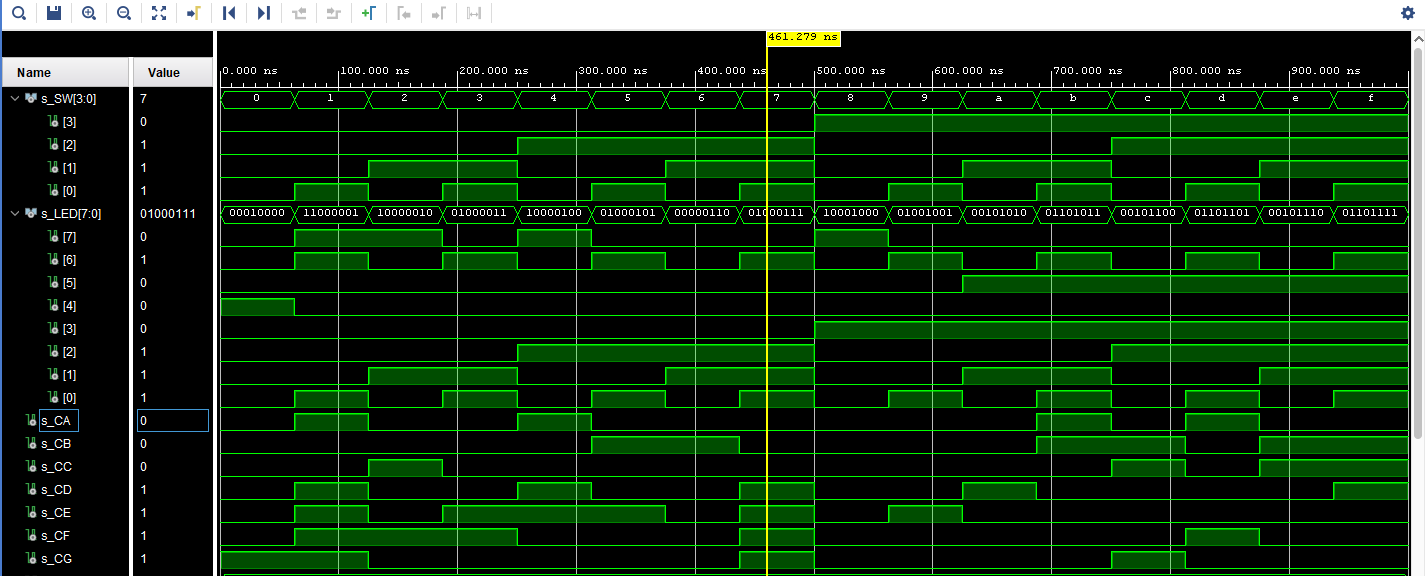 461.279 ns
Name Value
0.000 ns 100.000 ns 200.000 ns 300.000 ns 400.000 ns 500.000 ns 600.000 ns 700.000 ns 800.000 ns 900.000 ns
s_SW[3:0] 7 0 1 2 3 4 5 6 7 8 9 a b c d e f
[3] 0
[2] 1
[1] 1
[0] 1
s_LED[7:0] 01000111 00010000 11000001 10000010 01000011 10000100 01000101 00000110 01000111 10001000 01001001 00101010 01101011 00101100 01101101 00101110 01101111
[7] 0
[6] 1
[5] 0
[4] 0
[3] 0
[2] 1
[1] 1
[0] 1
s_CA 0
s_CB 0
s_CC 0
s_CD 1
s_CE 1
s_CF 1
s_CG 1